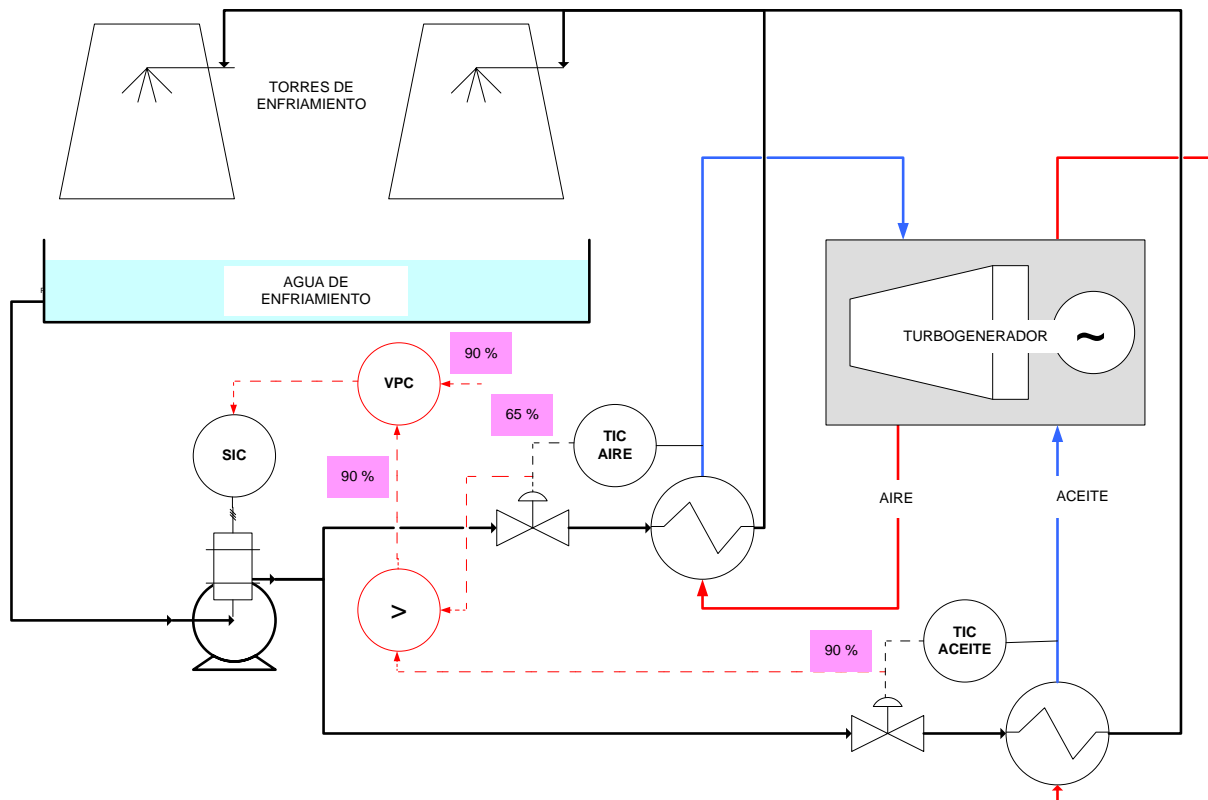 TORRES DE
ENFRIAMIENTO
AGUA DE
ENFRIAMIENTO
TURBOGENERADOR
~
90 %
VPC
65 %
TIC
AIRE
SIC
90 %
AIRE
ACEITE
>
TIC
ACEITE
90 %